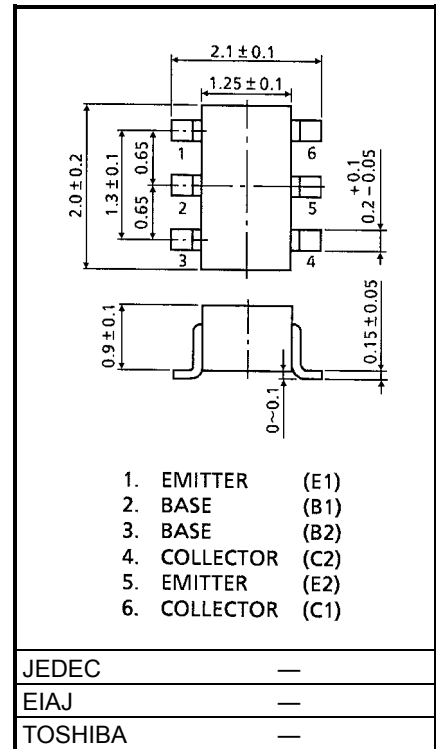 2.1±0.1
1.25±0.1
2.0±0.2
1.3±0.1
0.65
0.65
1
2
3
6
5
4
+0.1
0.2-0.05
0.9±0.1
0~0.1
0.15±0.05
1. EMITTER (E1)
2. BASE (B1)
3. BASE (B2)
4. COLLECTOR (C2)
5. EMITTER (E2)
6. COLLECTOR (C1)
JEDEC —
EIAJ —
TOSHIBA —